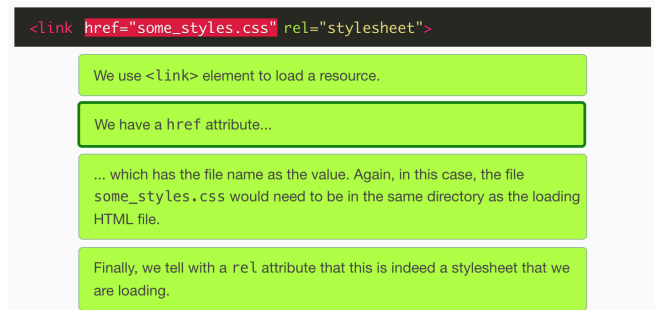 <link href="some_styles.css" rel="stylesheet">
We use <link> element to load a resource.
We have a href attribute...
... which has the file name as the value. Again, in this case, the file
some_styles.css would need to be in the same directory as the loading
HTML file.
Finally, we tell with a rel attribute that this is indeed a stylesheet that we
are loading.